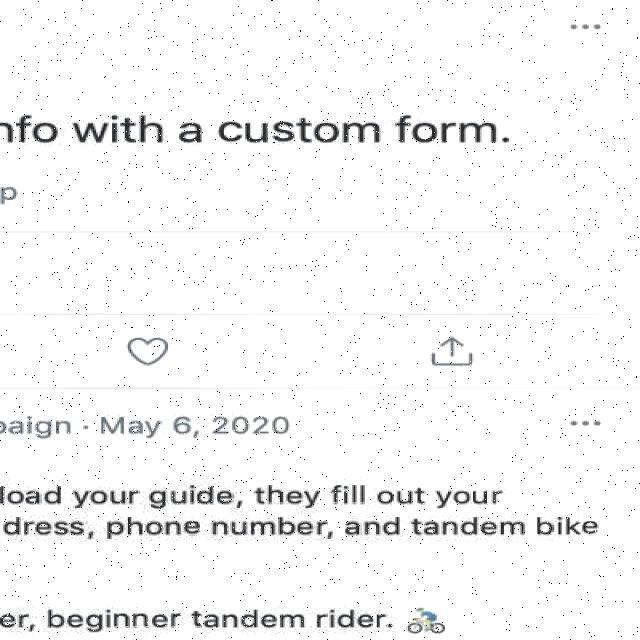 nfo with a custom form.
p
paign · May 6, 2020
load your guide, they fill out your
dress, phone number, and tandem bike
er, beginner tandem rider. 🚴